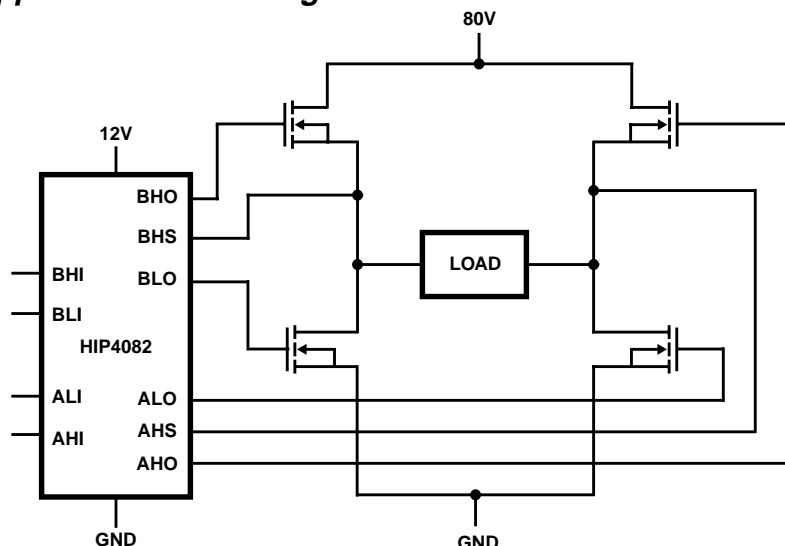 80V
12V
BHO
BHS
BHI
BLO
LOAD
BLI
HIP4082
ALI
ALO
AHI
AHS
AHO
GND
GND